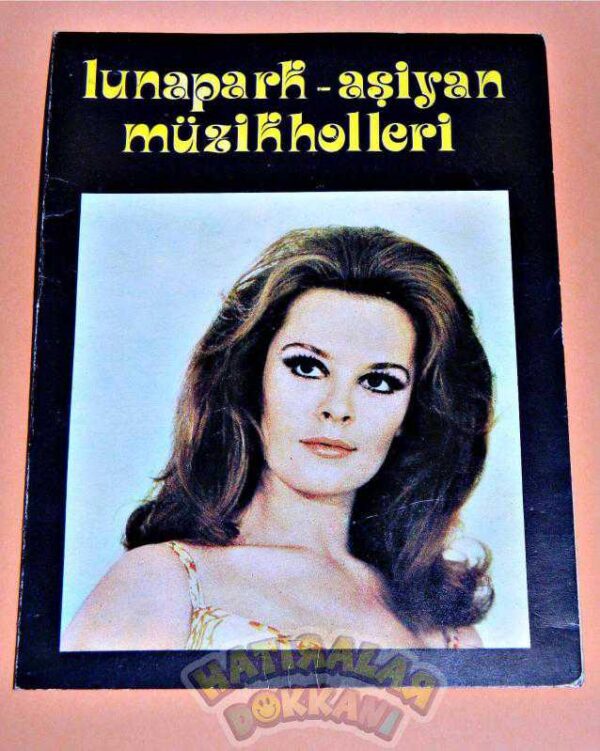 lunapark - aşiyan
müzikholleri
HATIRALAR
DÜKKANI